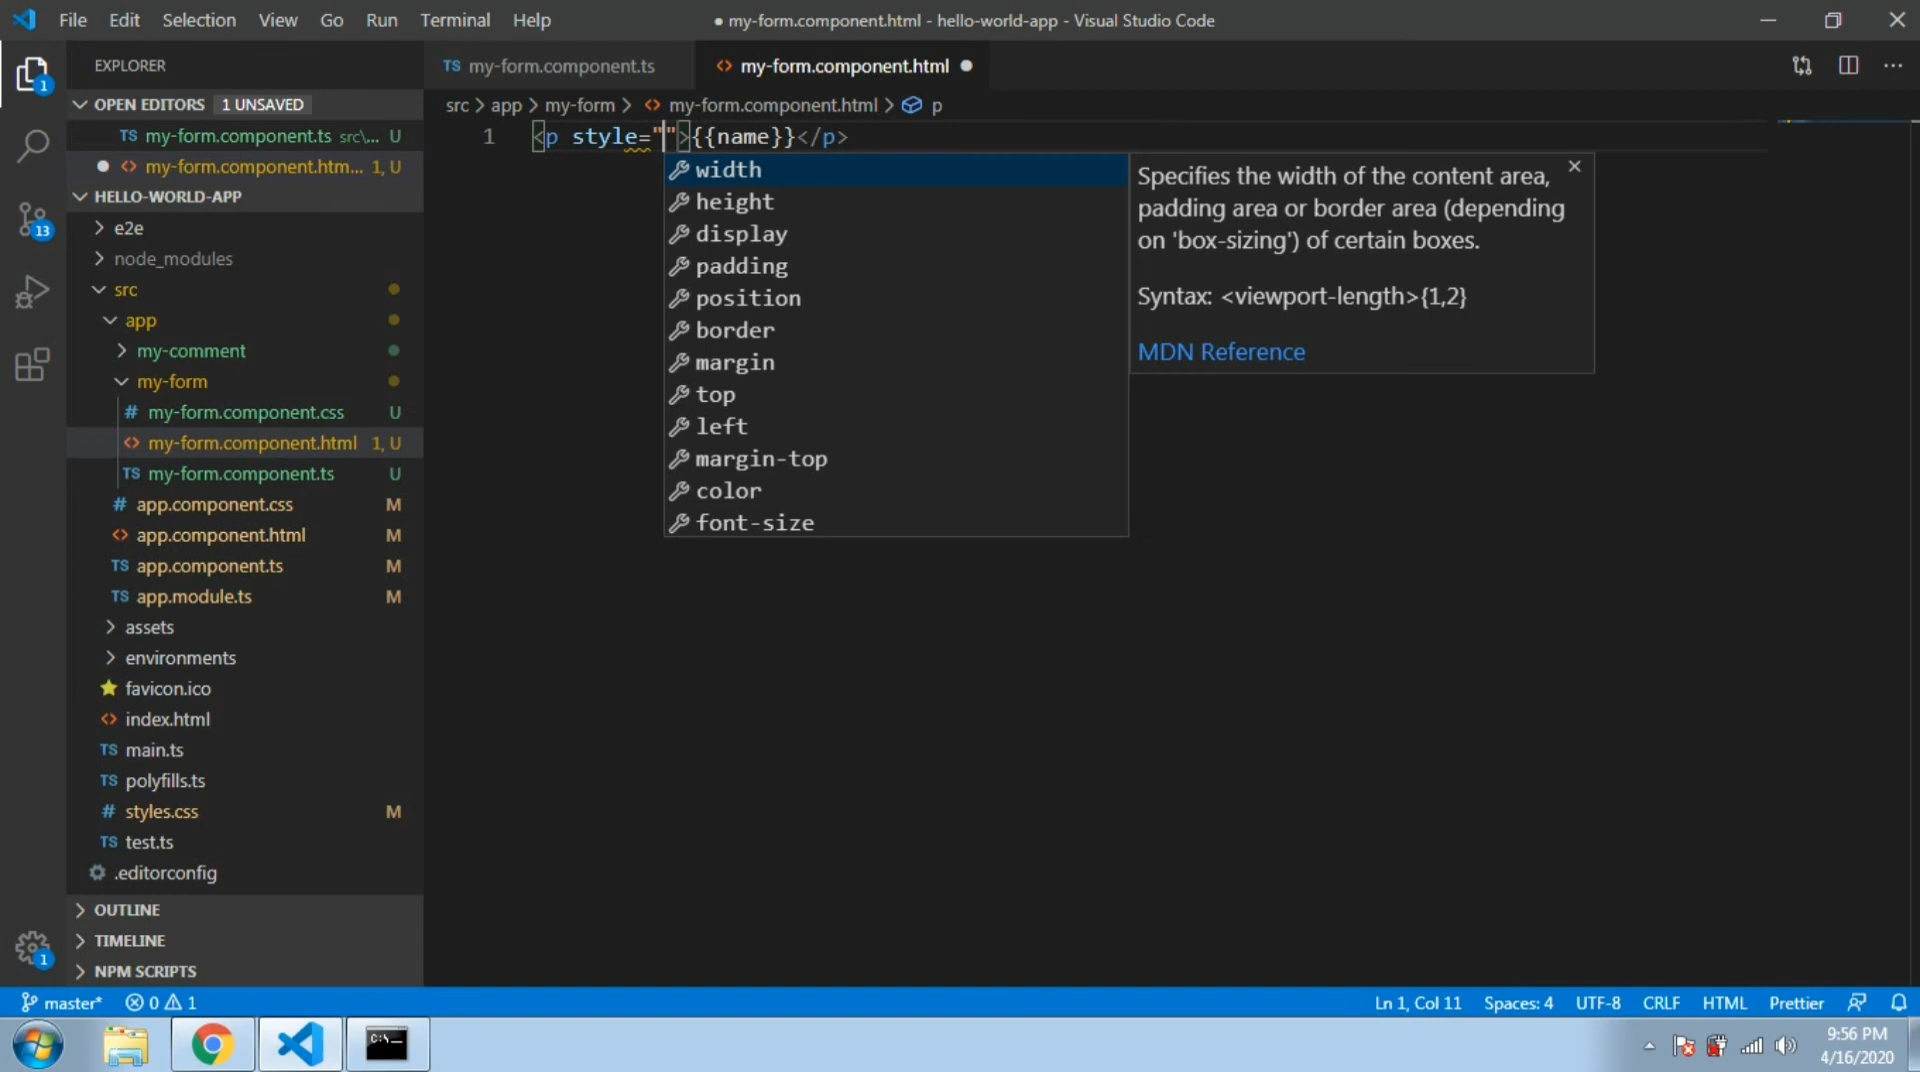 File Edit Selection View Go Run Terminal Help
● my-form.component.html - hello-world-app - Visual Studio Code
EXPLORER
OPEN EDITORS 1 UNSAVED
TS my-form.component.ts src\... U
my-form.component.htm... 1, U
HELLO-WORLD-APP
e2e
node_modules
src
app
my-comment
my-form
# my-form.component.css U
my-form.component.html 1, U
TS my-form.component.ts U
# app.component.css M
app.component.html M
TS app.component.ts M
TS app.module.ts M
assets
environments
favicon.ico
index.html
TS main.ts
TS polyfills.ts
# styles.css M
TS test.ts
.editorconfig
OUTLINE
TIMELINE
NPM SCRIPTS
1
13
1
TS my-form.component.ts
<> my-form.component.html ●
src > app > my-form > <> my-form.component.html > p
1 <p style="">{{name}}</p>
width
height
display
padding
position
border
margin
top
left
margin-top
color
font-size
Specifies the width of the content area,
padding area or border area (depending
on 'box-sizing') of certain boxes.
Syntax: <viewport-length>{1,2}
MDN Reference
master* 0 1
Ln 1, Col 11 Spaces: 4 UTF-8 CRLF HTML Prettier
C:\_
9:56 PM
4/16/2020